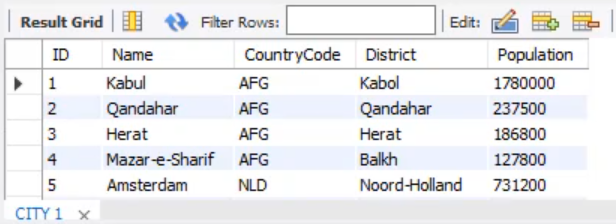 Result Grid Filter Rows: Edit:
ID Name CountryCode District Population
1 Kabul AFG Kabol 1780000
2 Qandahar AFG Qandahar 237500
3 Herat AFG Herat 186800
4 Mazar-e-Sharif AFG Balkh 127800
5 Amsterdam NLD Noord-Holland 731200
CITY 1